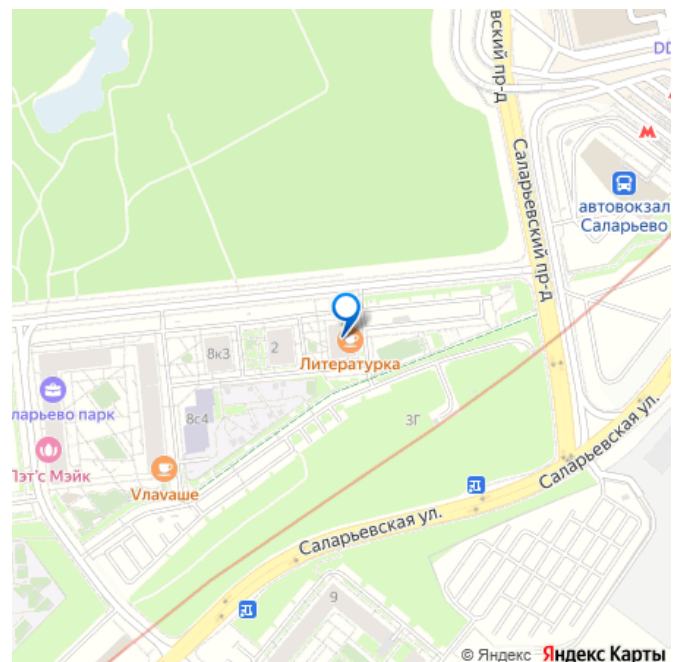 вский пр-д
DD
М
Саларьевский пр-д
автовокзал
Саларьево
8к3
2
Литературка
ларьево парк
8с4
3Г
Пэт'с Мэйк
Vлаvаше
Саларьевская ул.
Саларьевская ул.
9
© Яндекс Яндекс Карты